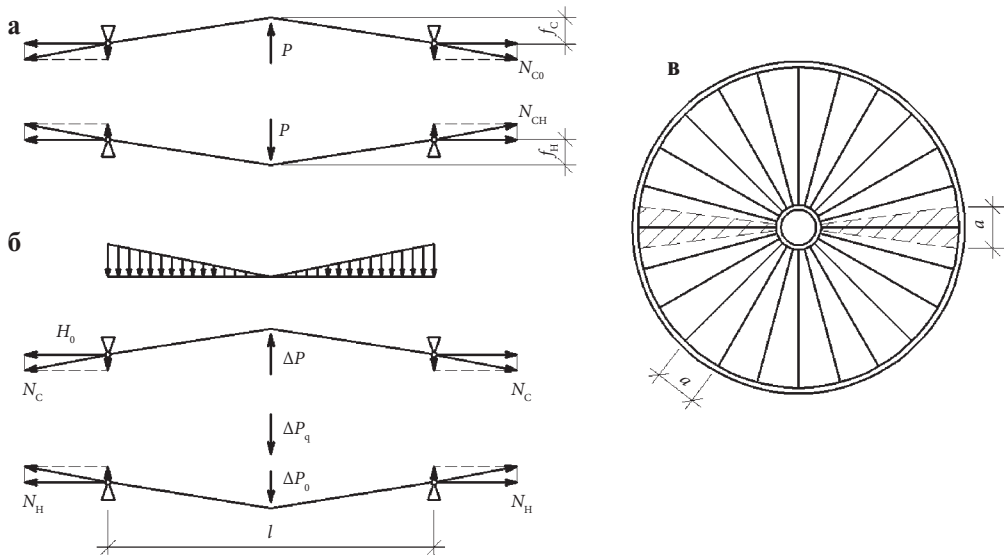 а
P
f_C
N_C0
P
N_CH
f_H
б
H_0
ΔP
N_C
N_C
ΔP_q
ΔP_0
N_H
N_H
l
в
a
a